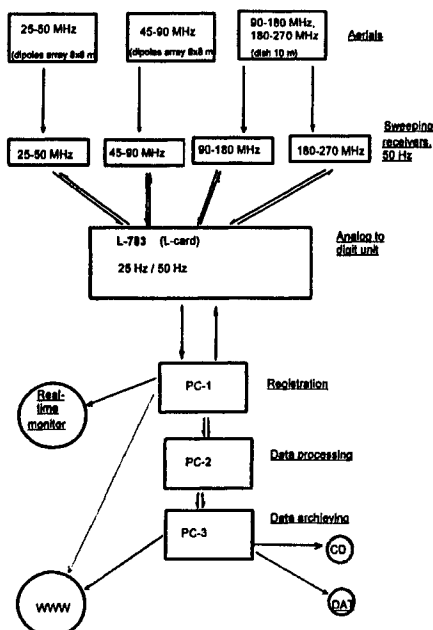 25-50 MHz
(dipoles array 8x8 m
45-90 MHz
(dipoles array 8x8 m
90-180 MHz,
180-270 MHz
(dish 10 m)
Aerials
25-50 MHz
45-90 MHz
90-180 MHz
180-270 MHz
Sweeping
receivers,
50 Hz
L-783 (L-card)
25 Hz / 50 Hz
Analog to
digit unit
Real-
time
monitor
PC-1
Registration
PC-2
Data processing
PC-3
Data archieving
CD
WWW
DAT